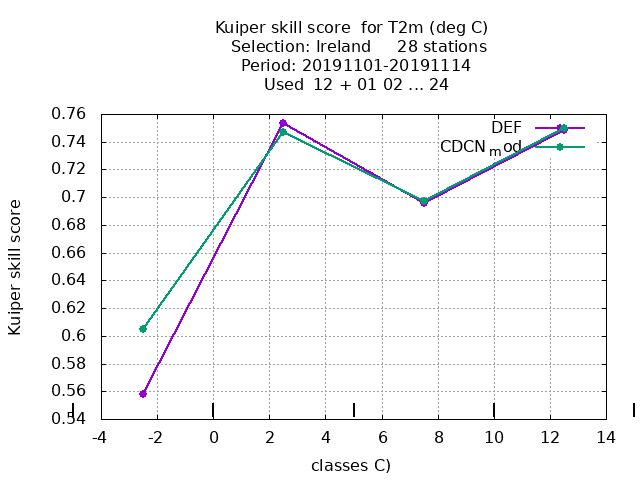 Kuiper skill score  for T2m (deg C)
Selection: Ireland     28 stations
Period: 20191101-20191114
Used  12 + 01 02 ... 24
Kuiper skill score
0.76
0.74
0.72
0.7
0.68
0.66
0.64
0.62
0.6
0.58
0.56
0.54
DEF
CDCNmod
-4 -2 0 2 4 6 8 10 12 14
classes C)